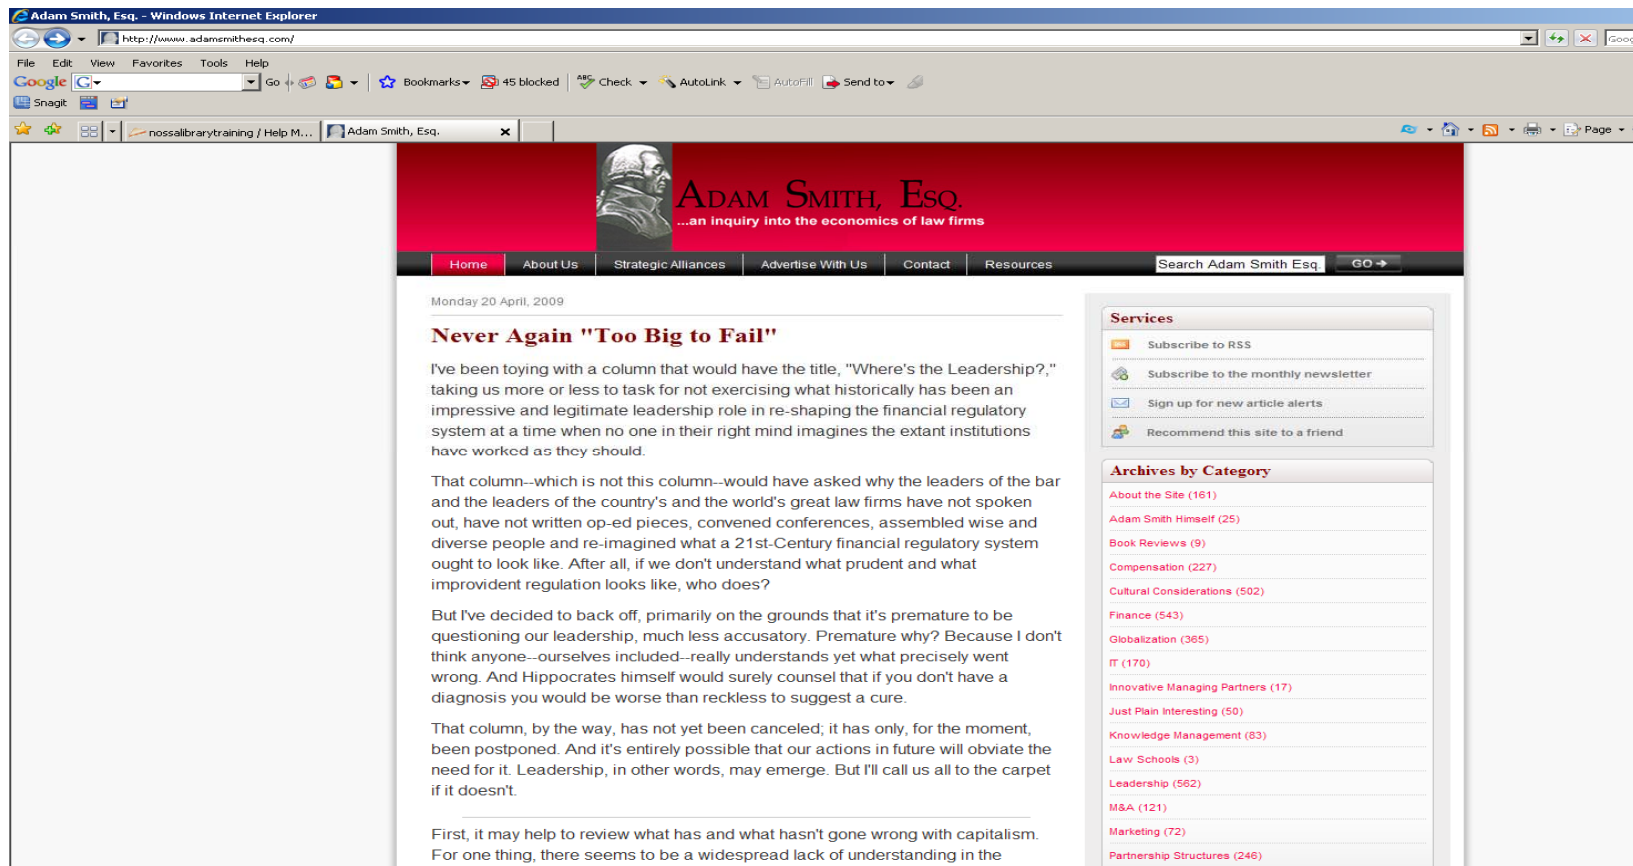 Adam Smith, Esq. - Windows Internet Explorer
http://www.adamsmithesq.com/
Goo
File Edit View Favorites Tools Help
Google G Go Bookmarks 45 blocked Check AutoLink AutoFill Send to
Snagit
nossalibrarytraining / Help M... Adam Smith, Esq. Page
ADAM SMITH, ESQ.
...an inquiry into the economics of law firms
Home About Us Strategic Alliances Advertise With Us Contact Resources Search Adam Smith Esq. GO
Monday 20 April, 2009
Never Again "Too Big to Fail"
I've been toying with a column that would have the title, "Where's the Leadership?,"
taking us more or less to task for not exercising what historically has been an
impressive and legitimate leadership role in re-shaping the financial regulatory
system at a time when no one in their right mind imagines the extant institutions
have worked as they should.
That column--which is not this column--would have asked why the leaders of the bar
and the leaders of the country's and the world's great law firms have not spoken
out, have not written op-ed pieces, convened conferences, assembled wise and
diverse people and re-imagined what a 21st-Century financial regulatory system
ought to look like. After all, if we don't understand what prudent and what
improvident regulation looks like, who does?
But I've decided to back off, primarily on the grounds that it's premature to be
questioning our leadership, much less accusatory. Premature why? Because I don't
think anyone--ourselves included--really understands yet what precisely went
wrong. And Hippocrates himself would surely counsel that if you don't have a
diagnosis you would be worse than reckless to suggest a cure.
That column, by the way, has not yet been canceled; it has only, for the moment,
been postponed. And it's entirely possible that our actions in future will obviate the
need for it. Leadership, in other words, may emerge. But I'll call us all to the carpet
if it doesn't.
First, it may help to review what has and what hasn't gone wrong with capitalism.
For one thing, there seems to be a widespread lack of understanding in the
Services
Subscribe to RSS
Subscribe to the monthly newsletter
Sign up for new article alerts
Recommend this site to a friend
Archives by Category
About the Site (161)
Adam Smith Himself (25)
Book Reviews (9)
Compensation (227)
Cultural Considerations (502)
Finance (543)
Globalization (365)
IT (170)
Innovative Managing Partners (17)
Just Plain Interesting (50)
Knowledge Management (83)
Law Schools (3)
Leadership (562)
M&A (121)
Marketing (72)
Partnership Structures (246)